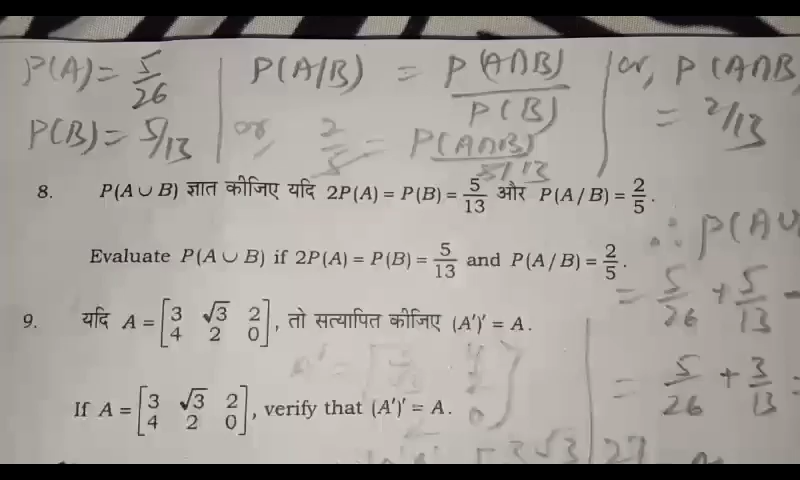 P(A) = 5/26 | P(A/B) = P(A∩B)/P(B) | or, P(A∩B)
P(B) = 5/13 or, 2/5 = P(A∩B)/5/13 = 2/13
8. P(A ∪ B) ज्ञात कीजिए यदि 2P(A) = P(B) = 5/13 और P(A / B) = 2/5 .
∴ P(A∪
Evaluate P(A ∪ B) if 2P(A) = P(B) = 5/13 and P(A / B) = 2/5 .
= 5/26 + 5/13 -
9. यदि A = [3 √3 2
4 2 0], तो सत्यापित कीजिए (A′)′ = A.
= 5/26 + 3/13 =
If A = [3 √3 2
4 2 0], verify that (A′)′ = A.